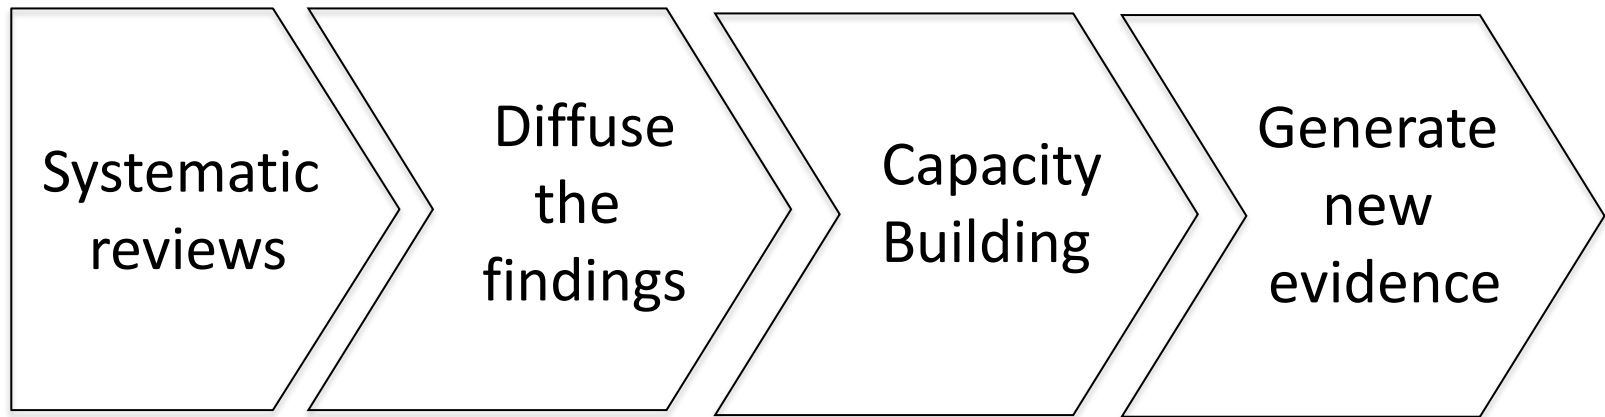 Systematic
reviews
Diffuse
the
findings
Capacity
Building
Generate
new
evidence